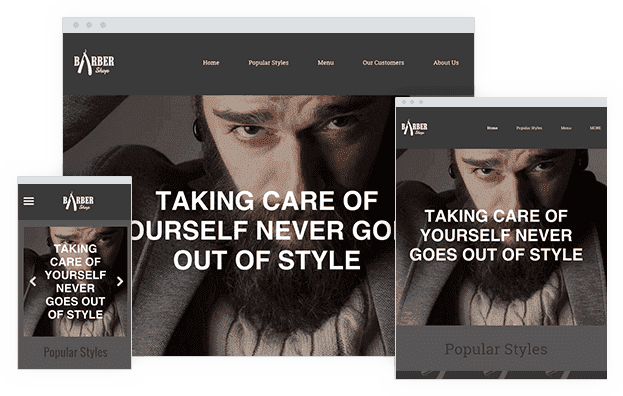 BARBER
Shop
Home Popular Styles Menu Our Customers About Us
TAKING CARE OF
OURSELF NEVER GO
OUT OF STYLE
BARBER
Shop
Home Popular Styles Menu MORE
TAKING CARE OF
YOURSELF NEVER
GOES OUT OF STYLE
Popular Styles
BARBER
Shop
TAKING
CARE OF
YOURSELF
NEVER
GOES OUT
OF STYLE
Popular Styles